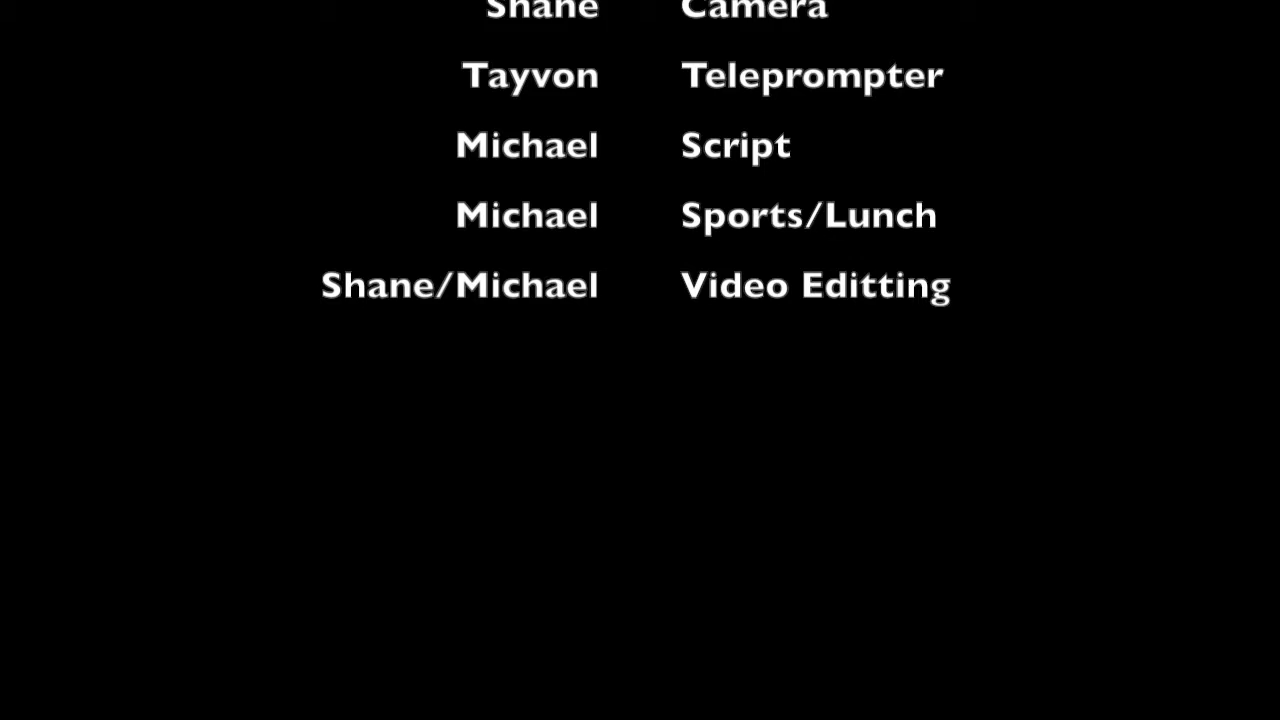 Shane Camera
Tayvon Teleprompter
Michael Script
Michael Sports/Lunch
Shane/Michael Video Editting